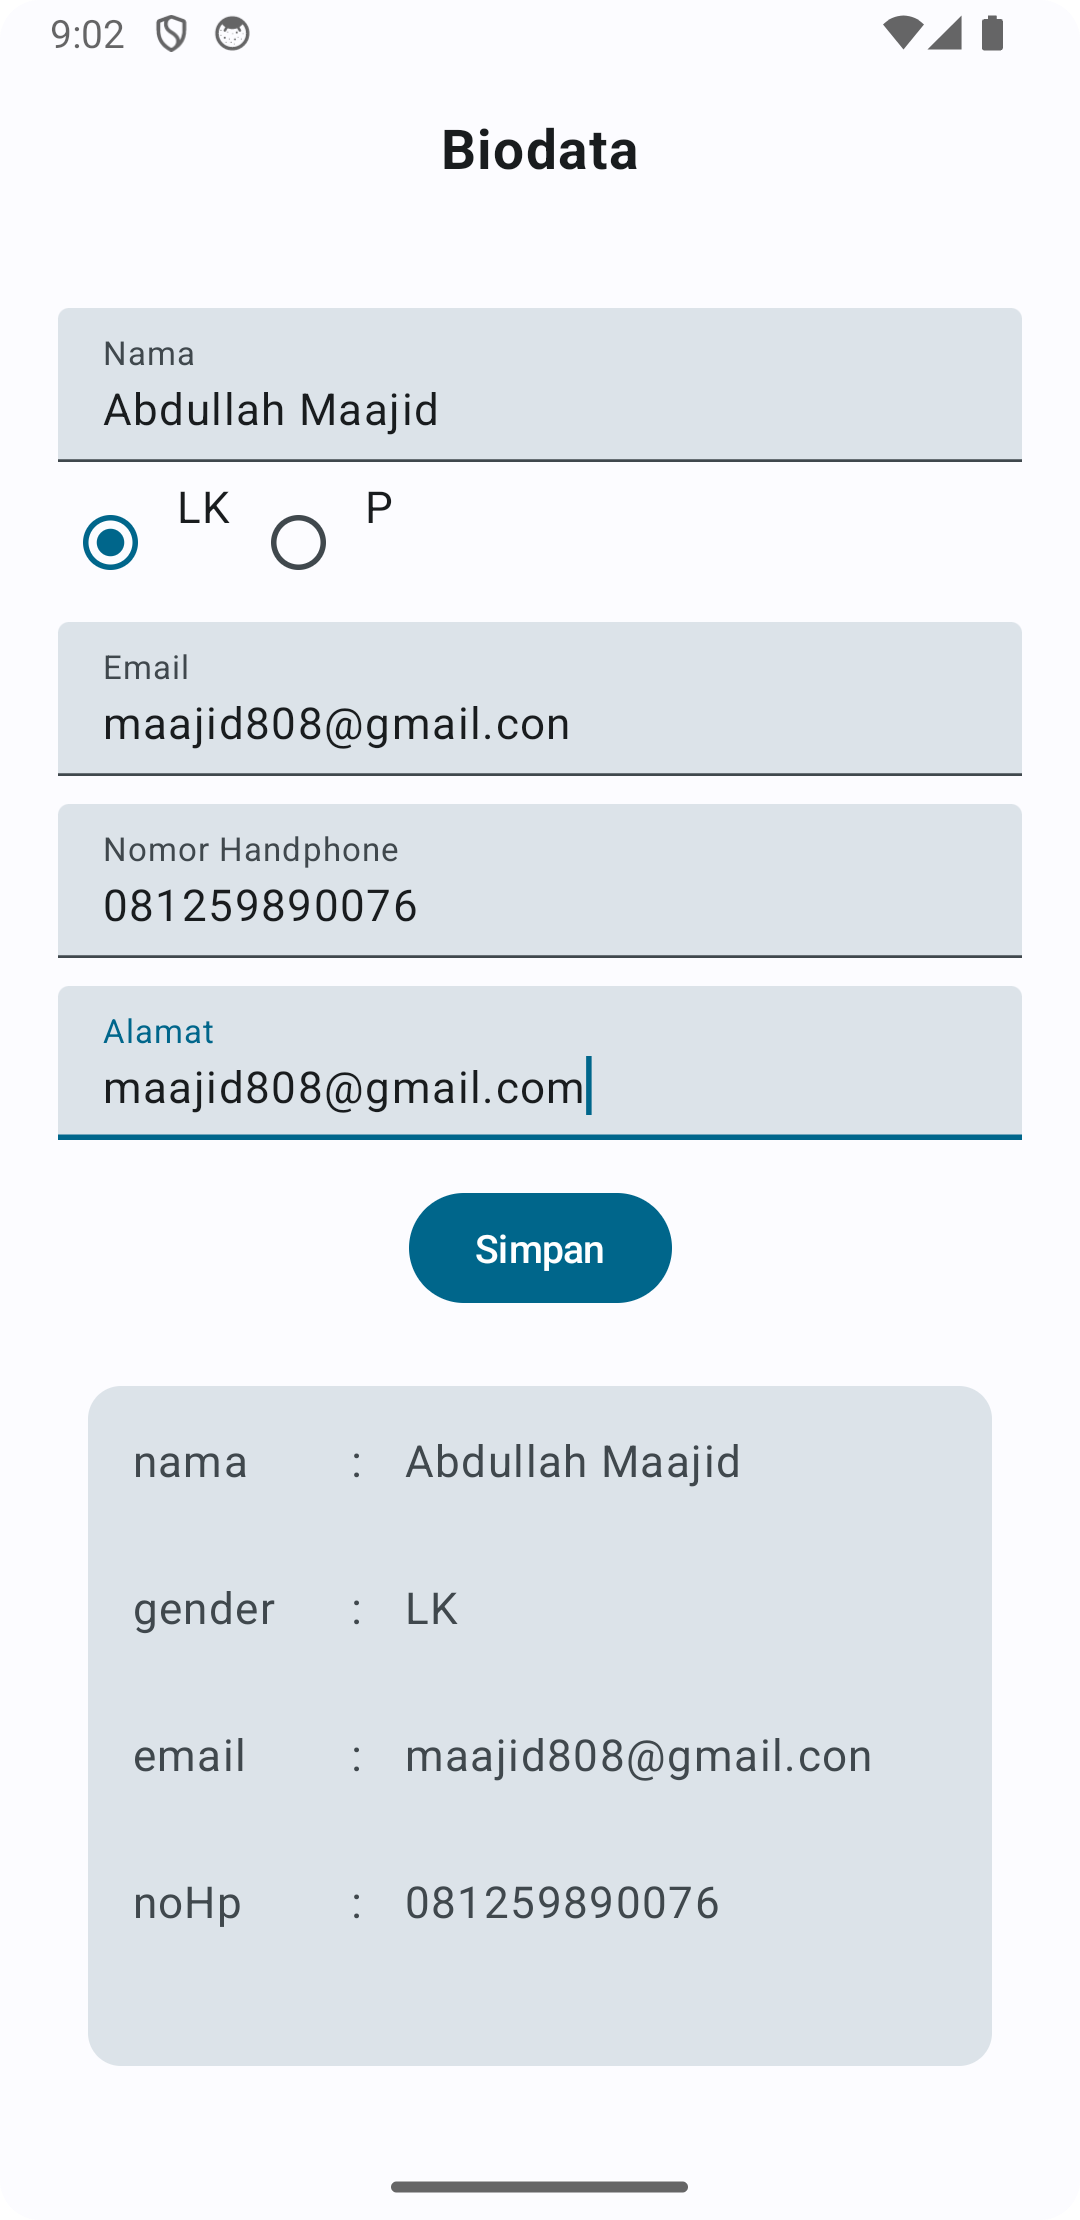 9:02
Biodata
Nama
Abdullah Maajid
LK P
Email
maajid808@gmail.con
Nomor Handphone
081259890076
Alamat
maajid808@gmail.com
Simpan
nama : Abdullah Maajid
gender : LK
email : maajid808@gmail.con
noHp : 081259890076